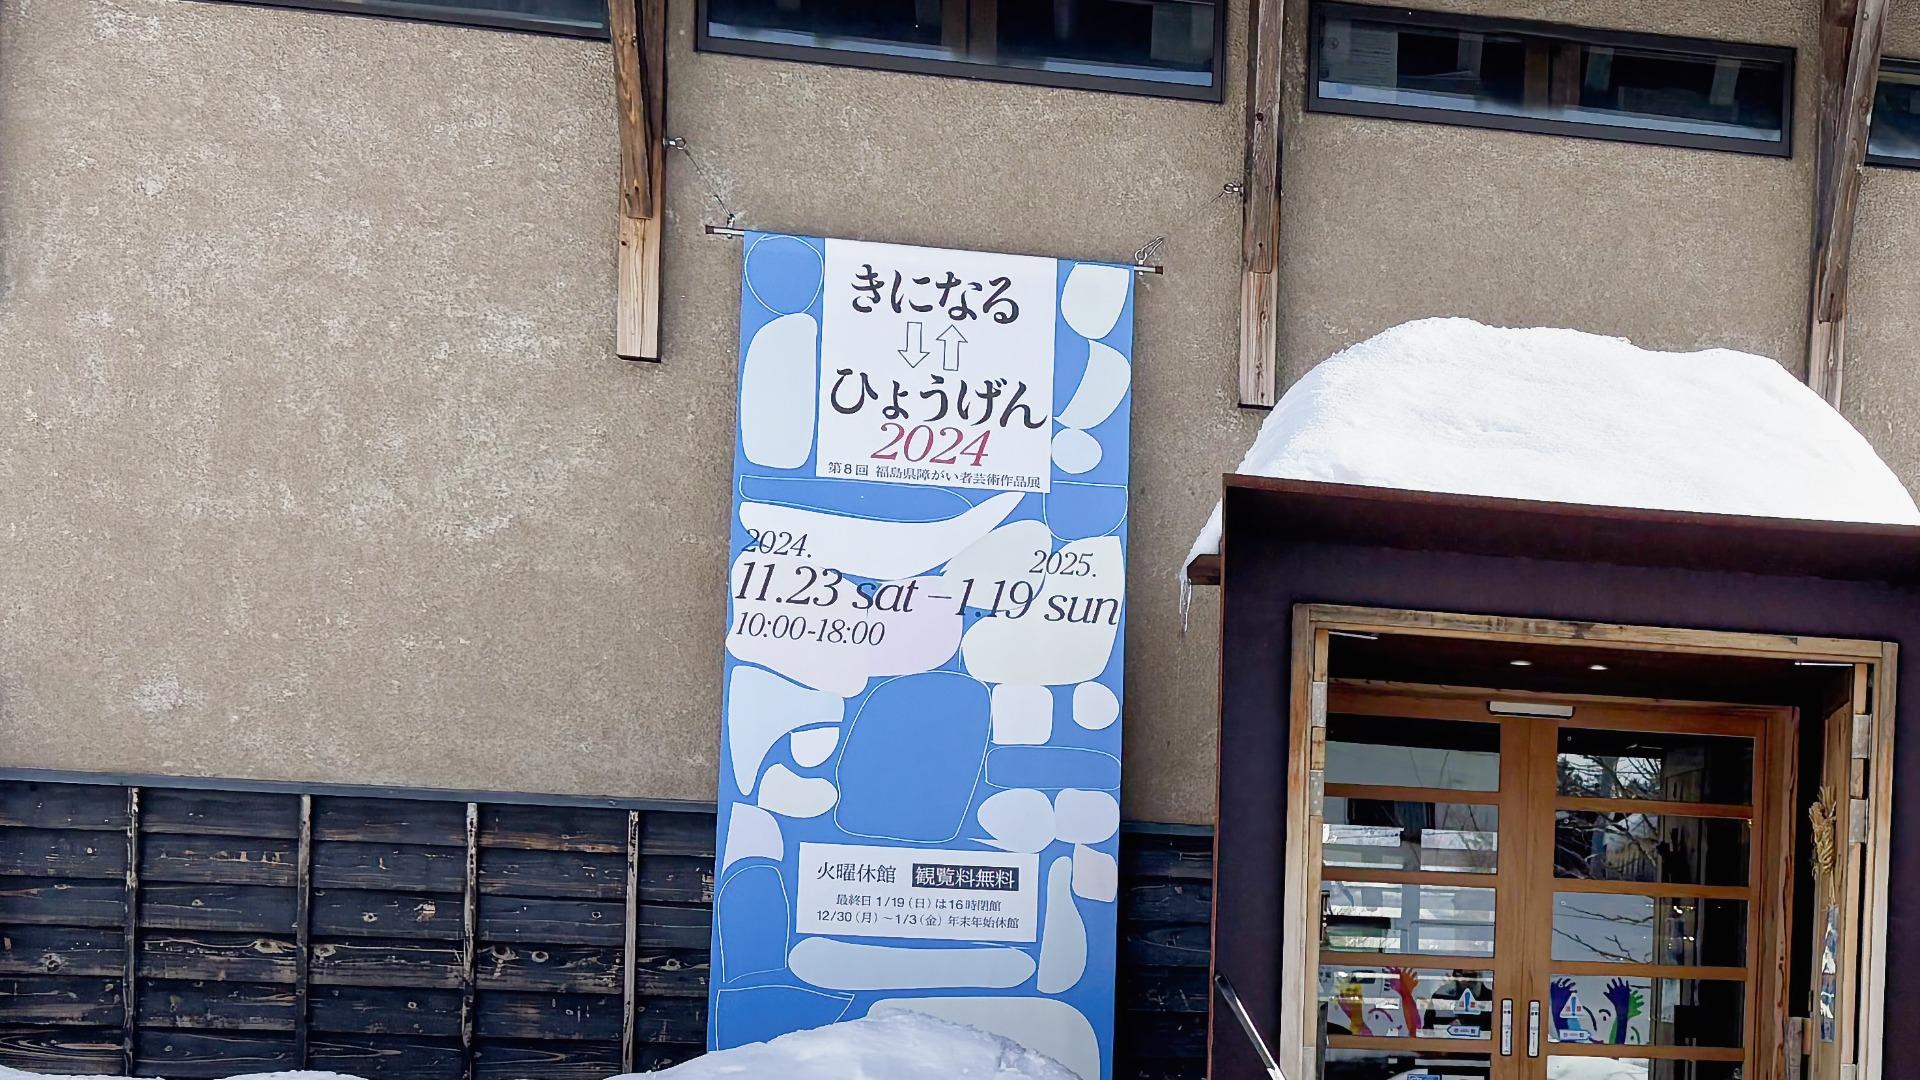 きになる
⇩⇧
ひょうげん
2024
第8回 福島県障がい者芸術作品展
2024.
2025.
11.23 sat – 1.19 sun
10:00-18:00
火曜休館 観覧料無料
最終日 1/19(日)は16時閉館
12/30(月)～1/3(金) 年末年始休館